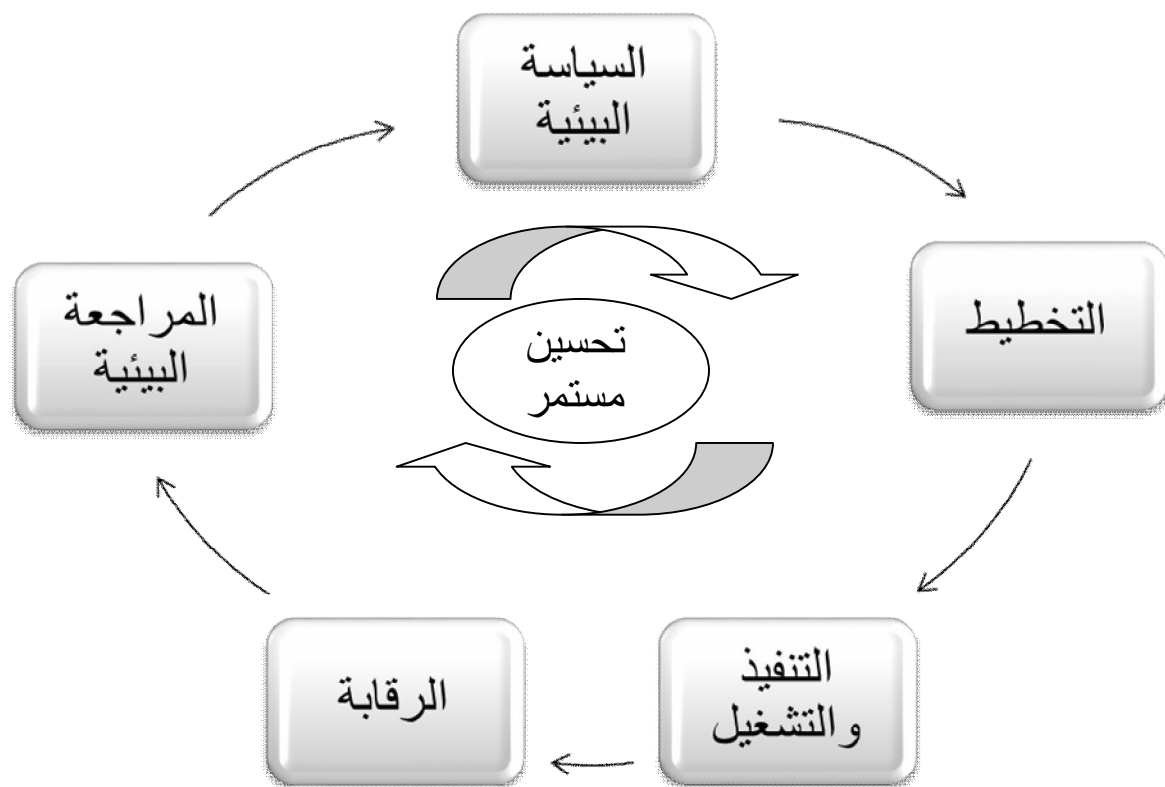 السياسة
البيئية
التخطيط
التنفيذ
والتشغيل
الرقابة
المراجعة
البيئية
تحسين
مستمر